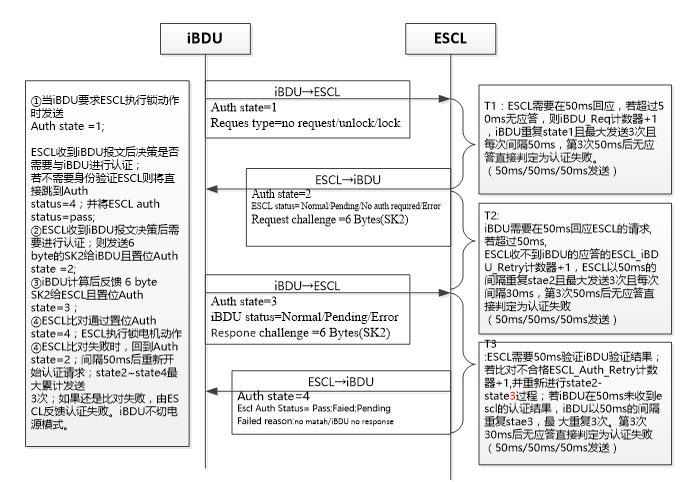 iBDU
ESCL
①当iBDU要求ESCL执行锁动作
时发送
Auth state =1;
ESCL收到iBDU报文后决策是否
需要与iBDU进行认证；
若不需要身份验证ESCL则将直
接跳到Auth
status=4；并将ESCL auth
status=pass;
②ESCL收到iBDU报文决策后需
要进行认证；则发送6
byte的SK2给iBDU且置位Auth
state =2;
③iBDU计算后反馈 6 byte
SK2给ESCL且置位Auth
state=3；
④ESCL比对通过置位Auth
state=4；ESCL执行锁电机动作
④ESCL比对失败时，回到Auth
state=2；间隔50ms后重新开
始认证请求；state2~state4最
大累计发送
3次；如果还是比对失败，由ES
CL反馈认证失败。iBDU不切电
源模式。
iBDU→ESCL
Auth state=1
Reques type=no request/unlock/lock
ESCL→iBDU
Auth state=2
ESCL status= Normal/Pending/No auth required/Error
Request challenge =6 Bytes(SK2)
iBDU→ESCL
Auth state=3
iBDU status=Normal/Pending/Error
Respone challenge =6 Bytes(SK2)
ESCL→iBDU
Auth state=4
Escl Auth Status= Pass;Faied;Pending
Failed reason:no matah/iBDU no response
T1：ESCL需要在50ms回应，若超过5
0ms无应答，则iBDU_Req计数器+1
，iBDU重复state1且最大发送3次且
每次间隔50ms，第3次50ms后无应
答直接判定为认证失败。
（50ms/50ms/50ms发送）
T2:
iBDU需要在50ms回应ESCL的请求,
若超过50ms,
ESCL收不到iBDU的应答的ESCL_iBD
U_Retry计数器+1，ESCL以50ms的
间隔重复stae2且最大发送3次且每次
间隔30ms，第3次50ms后无应答直
接判定为认证失败
（50ms/50ms/50ms发送）
T3
:ESCL需要50ms验证iBDU验证结果；
若比对不合格ESCL_Auth_Retry计数
器+1,并重新进行state2-
state3过程；若iBDU在50ms未收到e
scl的认证结果，iBDU以50ms的间隔
重复stae3，最 大重复3次。第3次
30ms后无应答直接判定为认证失败
（50ms/50ms/50ms发送）